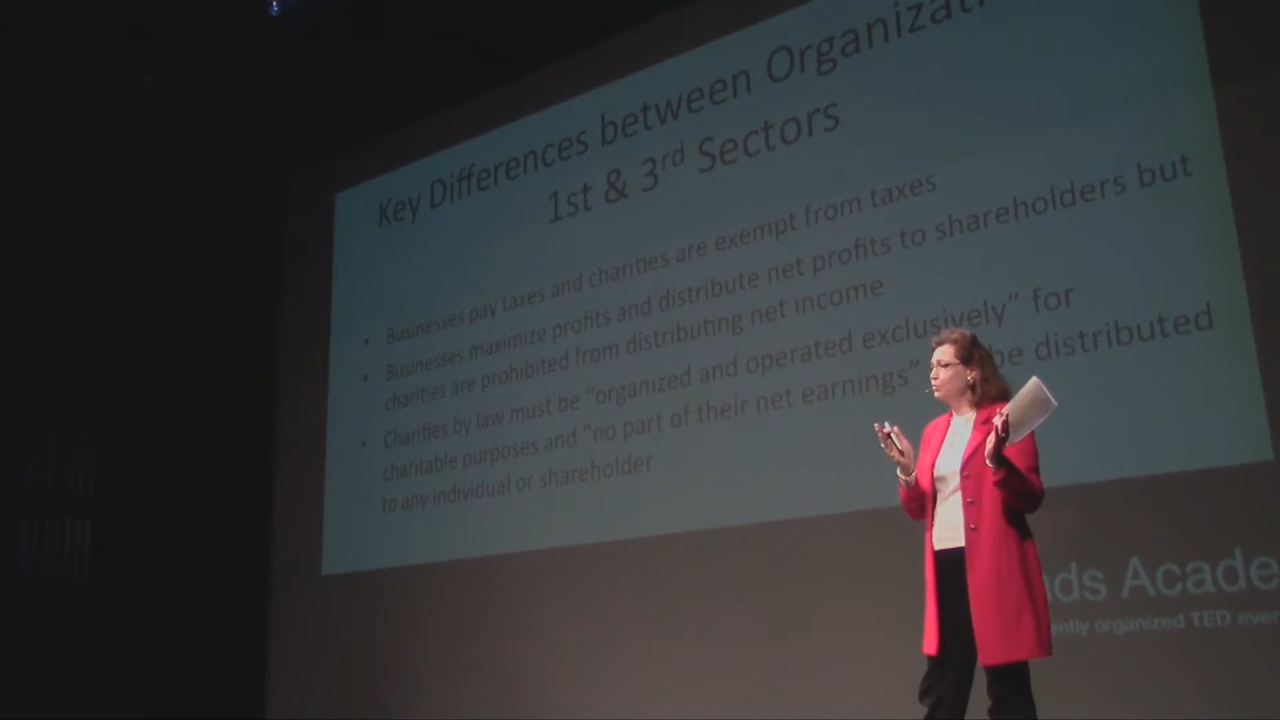 Key Differences between Organizati
1st & 3rd Sectors
• Businesses pay taxes and charities are exempt from taxes
• Businesses maximize profits and distribute net profits to shareholders but
charities are prohibited from distributing net income
• Charities by law must be “organized and operated exclusively” for
charitable purposes and “no part of their net earnings” be distributed
to any individual or shareholder
nds Acade
ently organized TED even